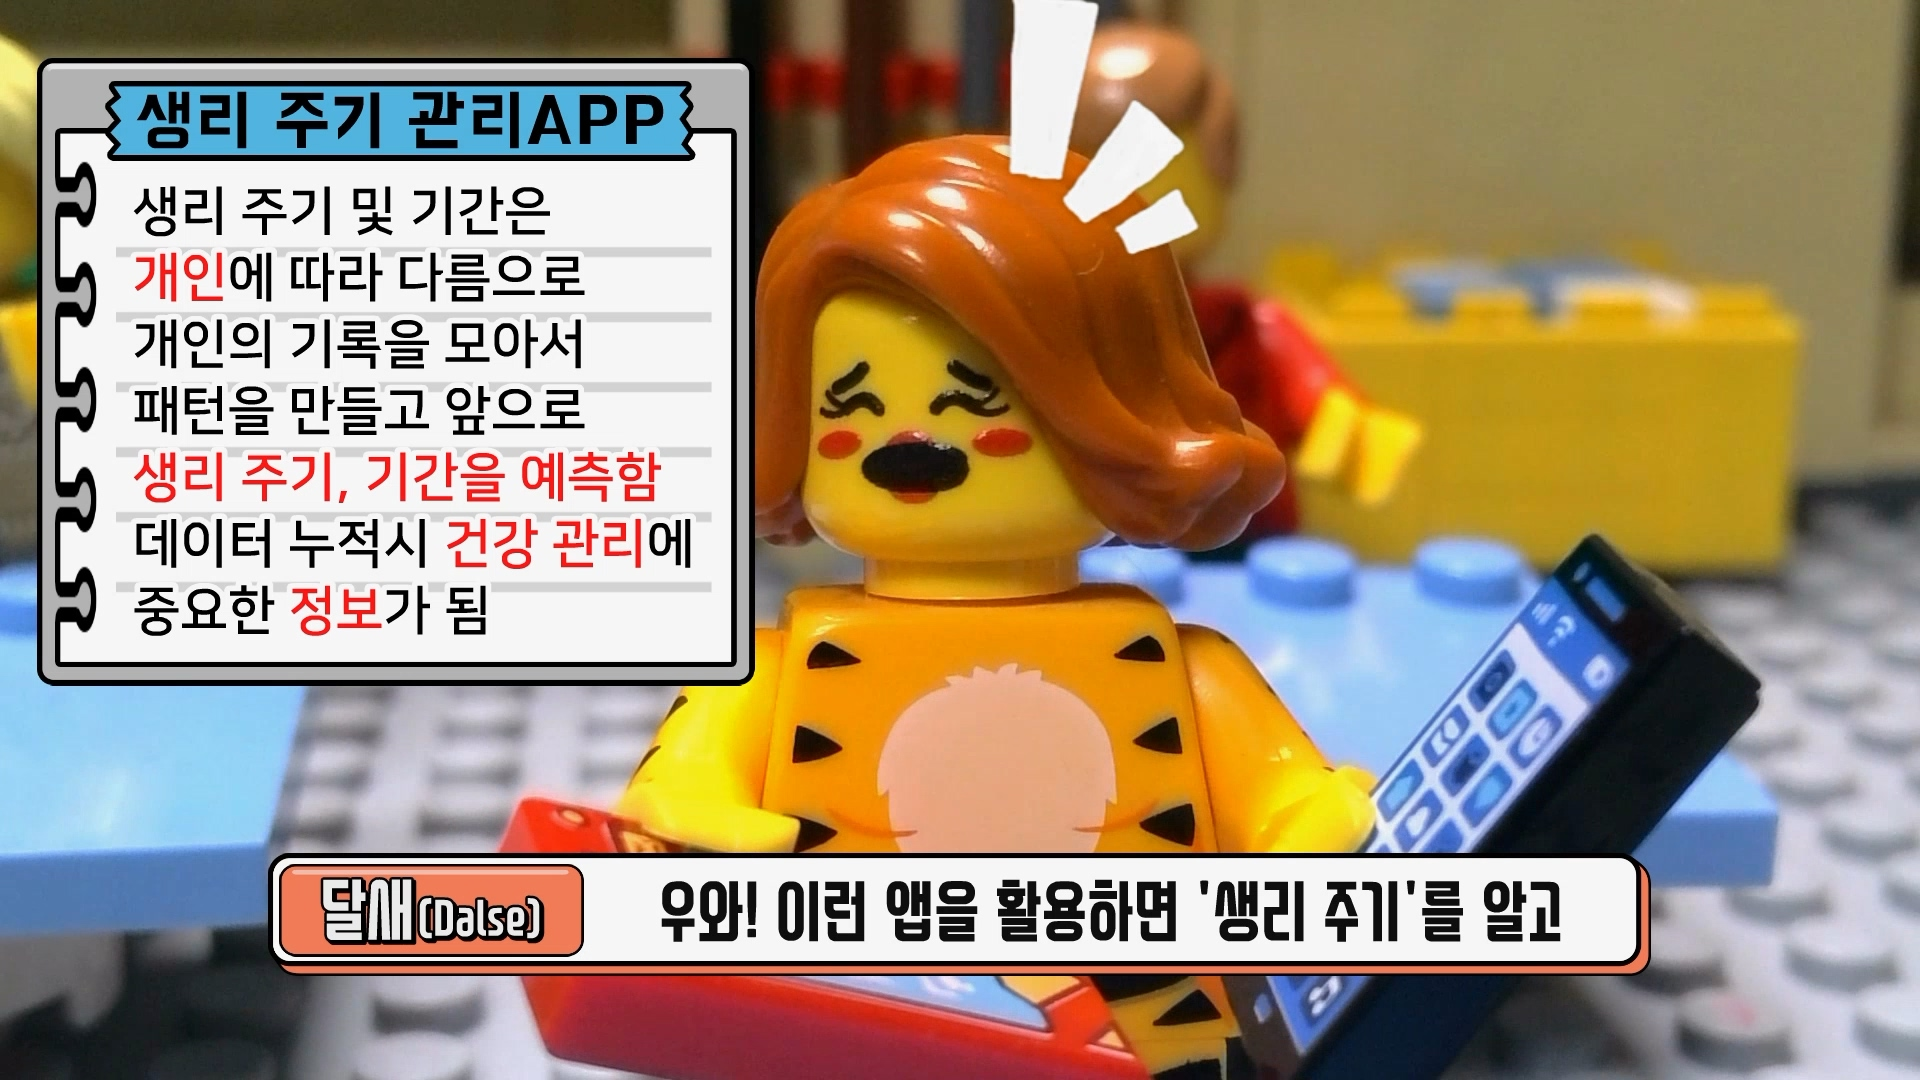 생리 주기 관리APP
생리 주기 및 기간은
개인에 따라 다름으로
개인의 기록을 모아서
패턴을 만들고 앞으로
생리 주기, 기간을 예측함
데이터 누적시 건강 관리에
중요한 정보가 됨
달새(Dalse) 우와! 이런 앱을 활용하면 '생리 주기'를 알고